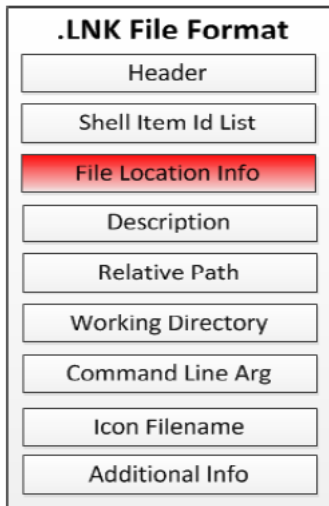 .LNK File Format
Header
Shell Item Id List
File Location Info
Description
Relative Path
Working Directory
Command Line Arg
Icon Filename
Additional Info